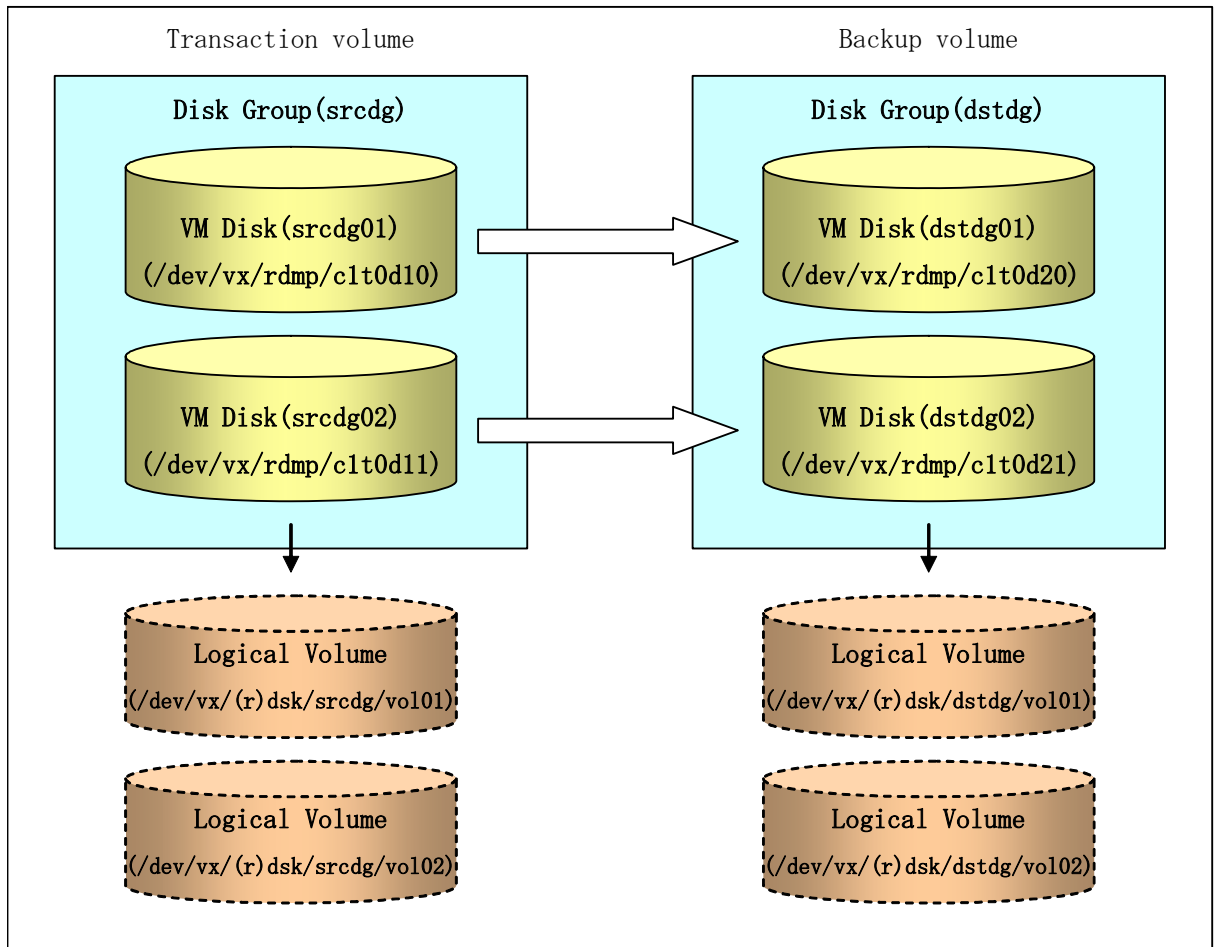 Transaction volume
Disk Group(srcdg)
VM Disk(srcdg01)
(/dev/vx/rdmp/c1t0d10)
VM Disk(srcdg02)
(/dev/vx/rdmp/c1t0d11)
Logical Volume
(/dev/vx/(r)dsk/srcdg/vol01)
Logical Volume
(/dev/vx/(r)dsk/srcdg/vol02)
Backup volume
Disk Group(dstdg)
VM Disk(dstdg01)
(/dev/vx/rdmp/c1t0d20)
VM Disk(dstdg02)
(/dev/vx/rdmp/c1t0d21)
Logical Volume
(/dev/vx/(r)dsk/dstdg/vol01)
Logical Volume
(/dev/vx/(r)dsk/dstdg/vol02)